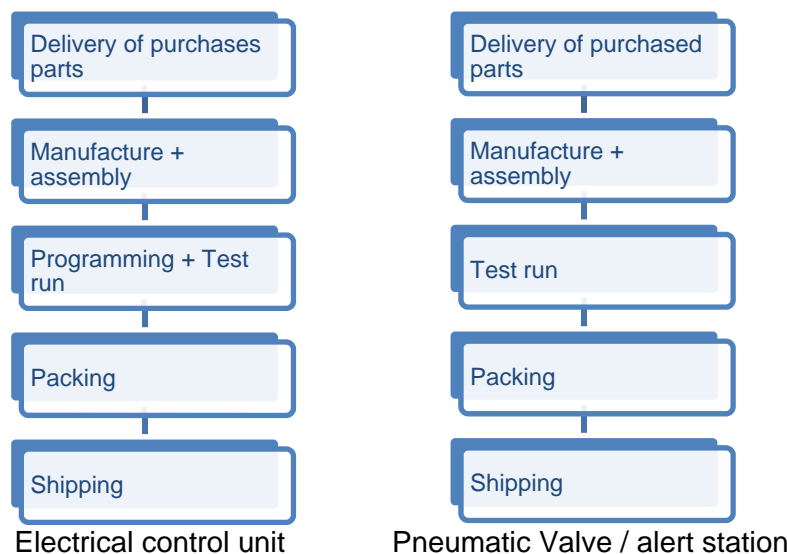 Delivery of purchases
parts
Manufacture +
assembly
Programming + Test
run
Packing
Shipping
Electrical control unit
Delivery of purchased
parts
Manufacture +
assembly
Test run
Packing
Shipping
Pneumatic Valve / alert station